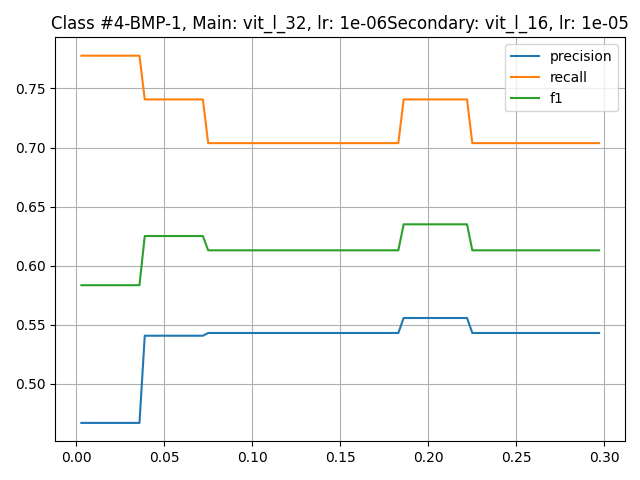 Class #4-BMP-1, Main: vit_l_32, lr: 1e-06Secondary: vit_l_16, lr: 1e-05
precision
recall
f1
0.75
0.70
0.65
0.60
0.55
0.50
0.00 0.05 0.10 0.15 0.20 0.25 0.30